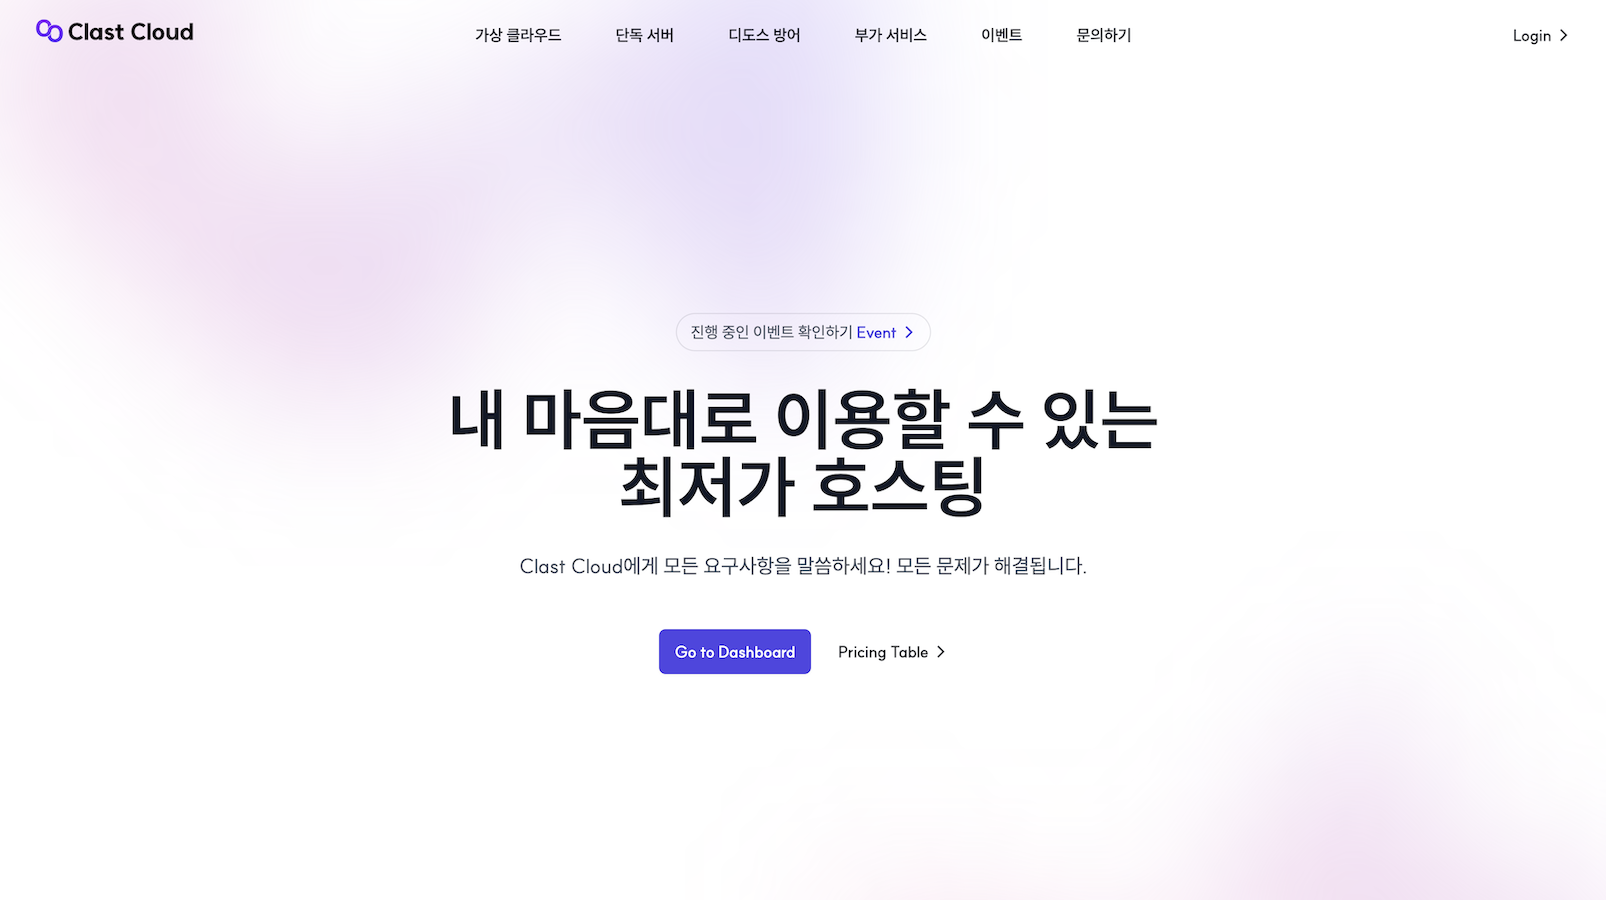 Clast Cloud
가상 클라우드
단독 서버
디도스 방어
부가 서비스
이벤트
문의하기
Login
진행 중인 이벤트 확인하기 Event
내 마음대로 이용할 수 있는
최저가 호스팅
Clast Cloud에게 모든 요구사항을 말씀하세요! 모든 문제가 해결됩니다.
Go to Dashboard
Pricing Table